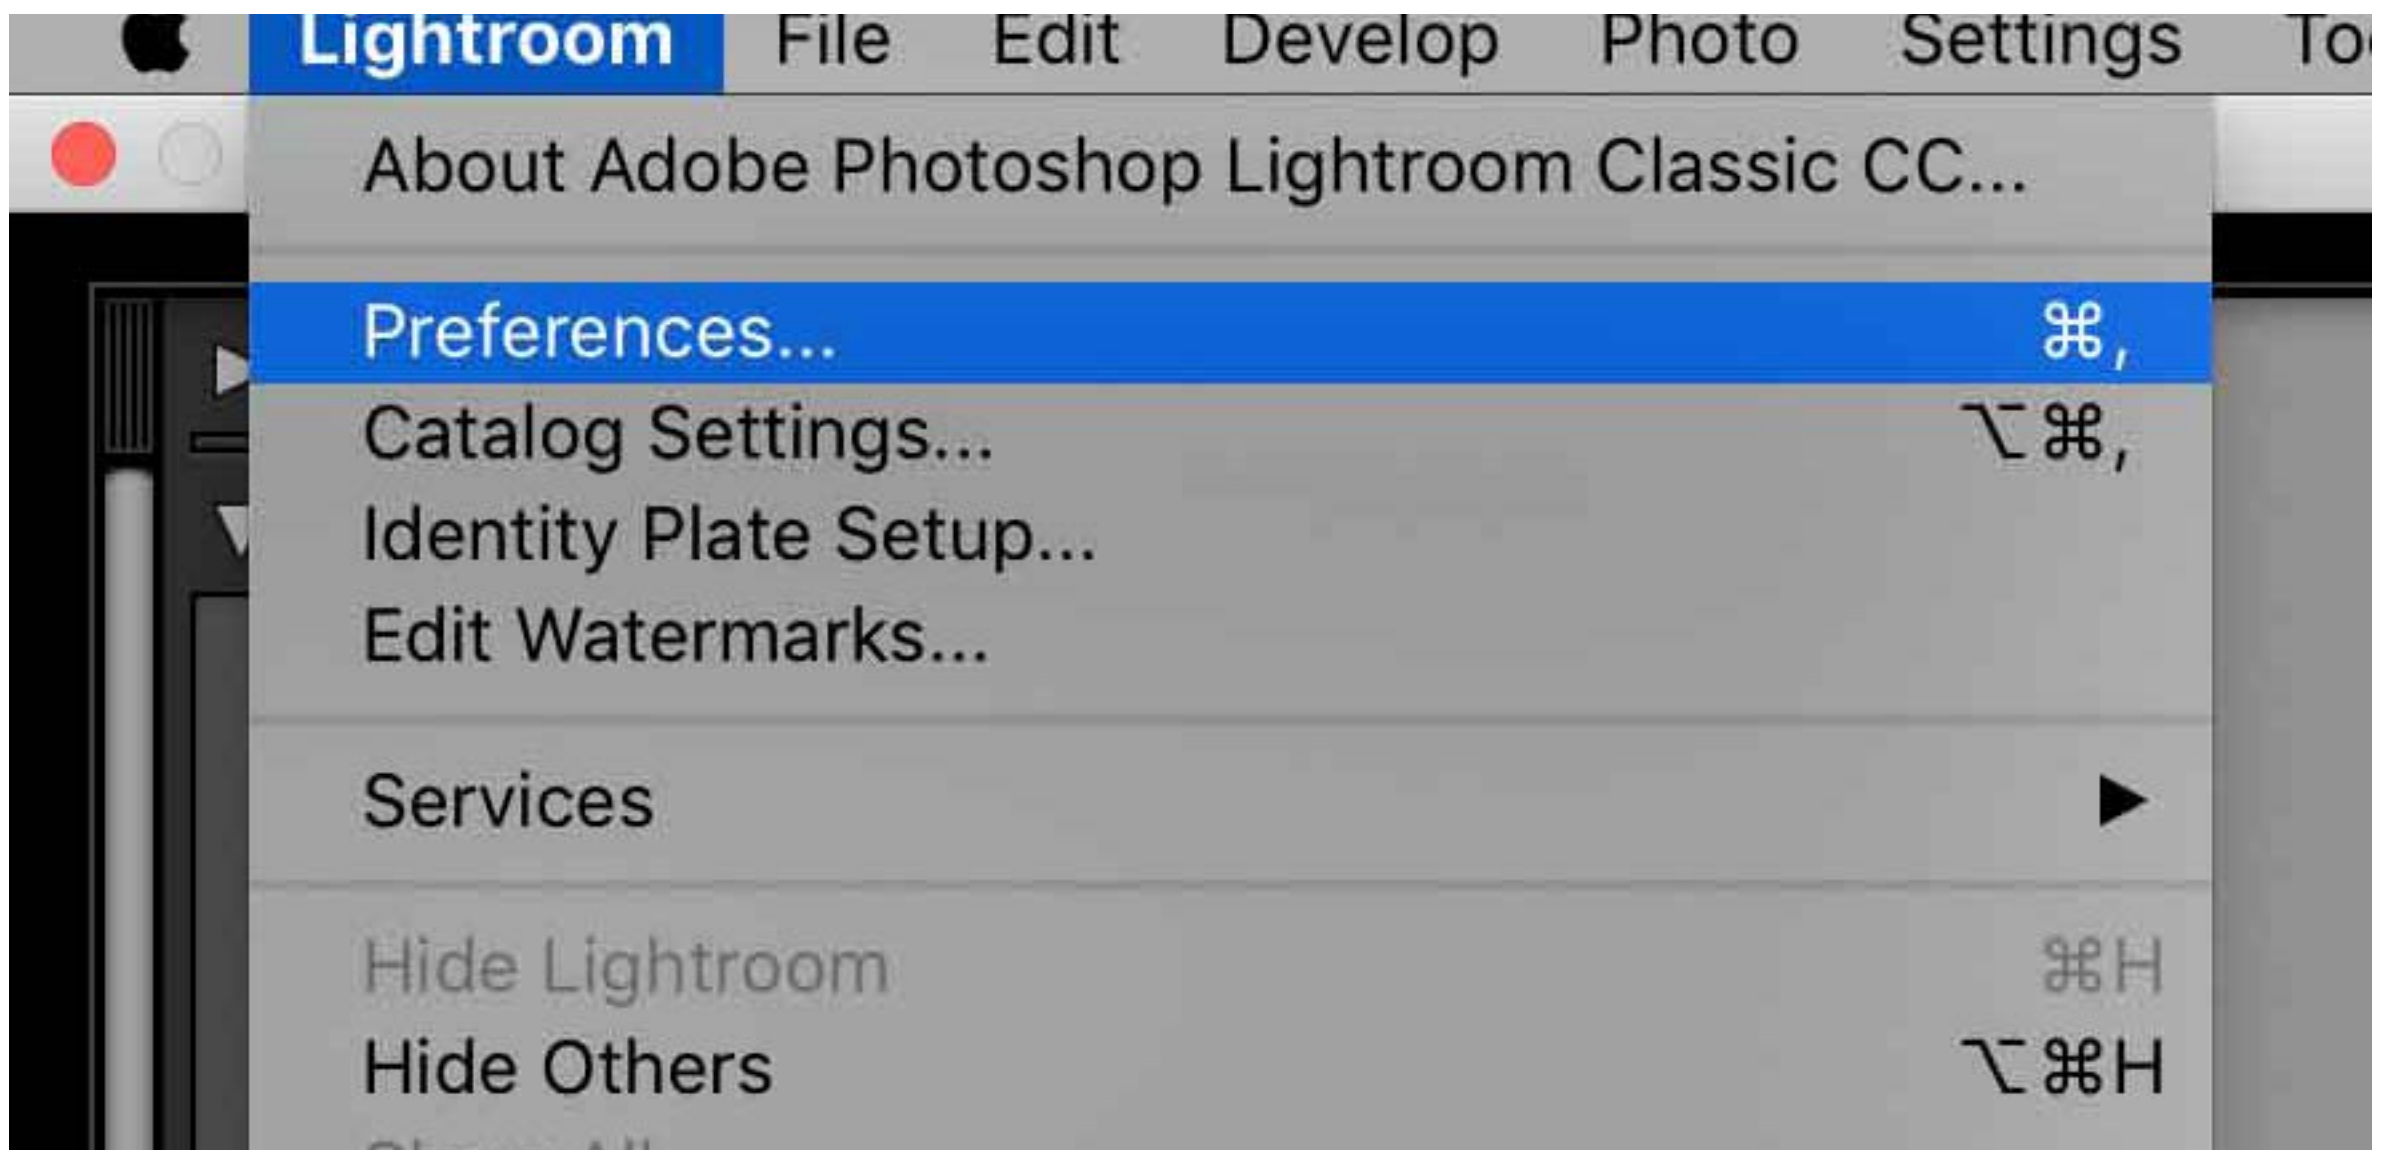 Lightroom File Edit Develop Photo Settings
About Adobe Photoshop Lightroom Classic CC...
Preferences... ⌘,
Catalog Settings... ⌥⌘,
Identity Plate Setup...
Edit Watermarks...
Services ▶
Hide Lightroom ⌘H
Hide Others ⌥⌘H